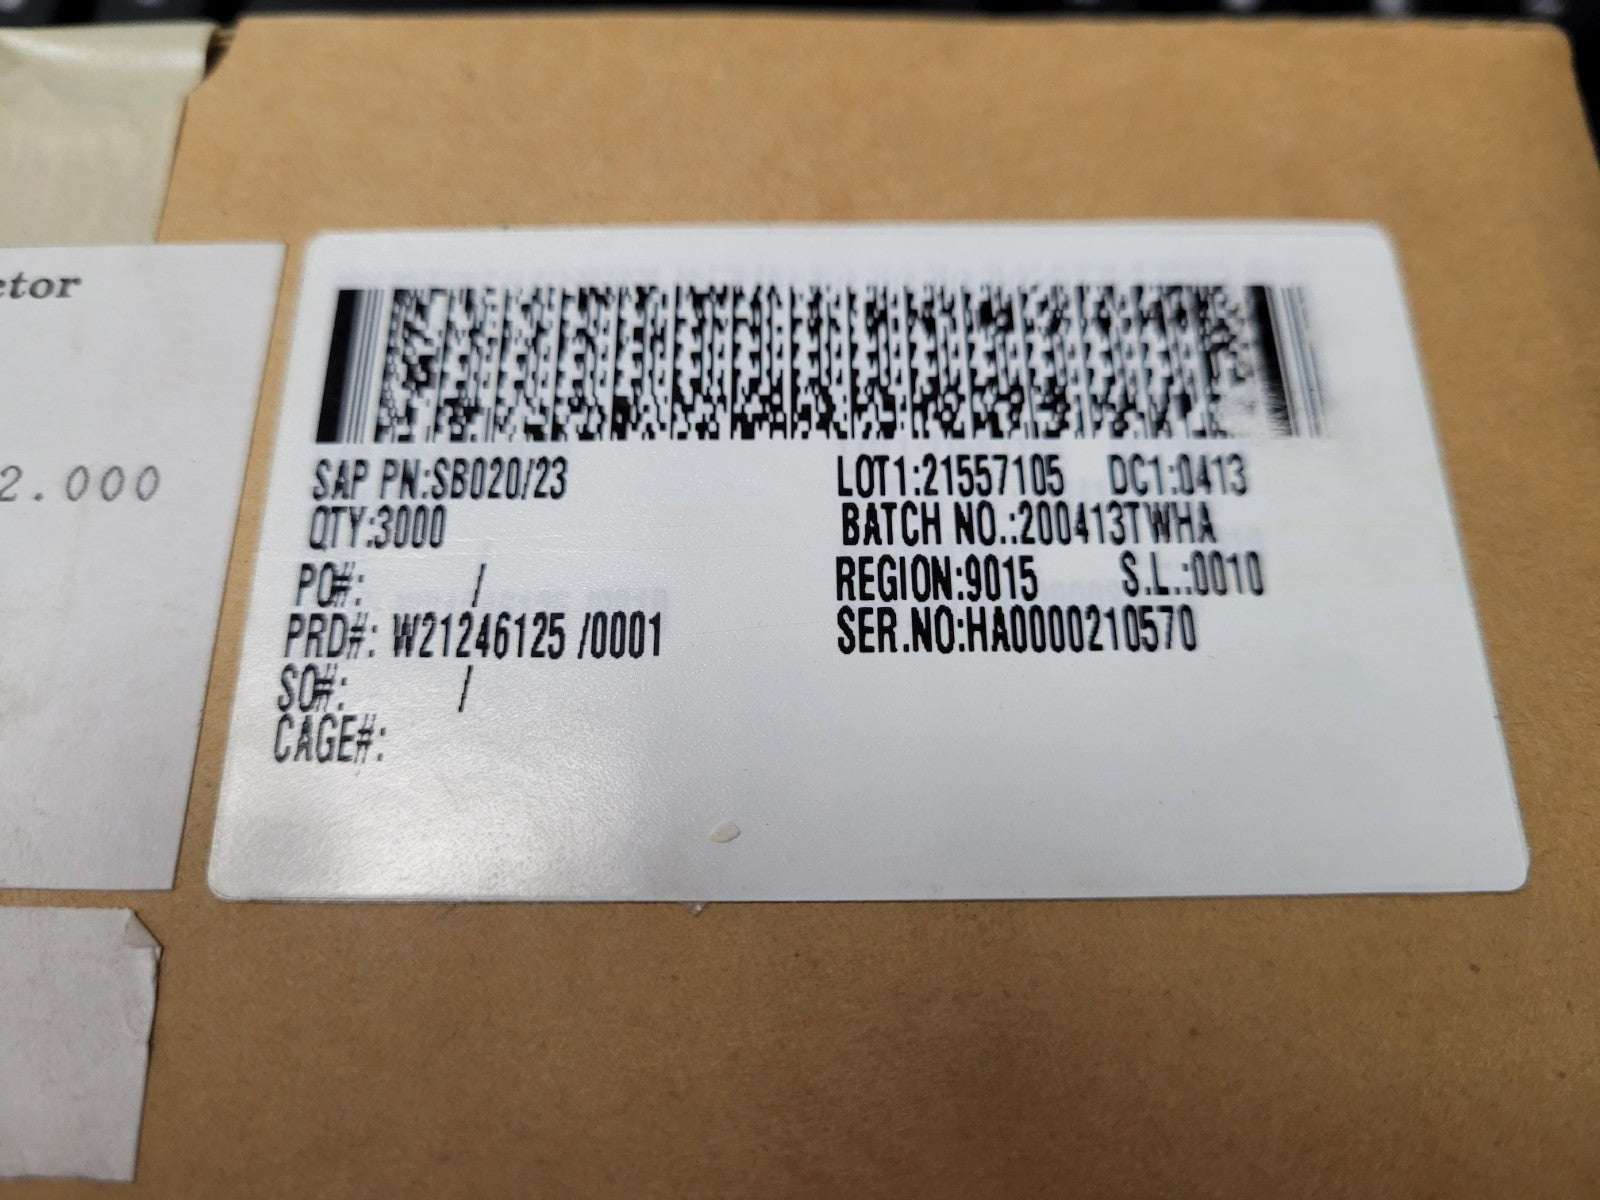 ctor
2.000
SAP PN:SB020/23
QTY:3000
PO#: /
PRD#: W21246125 /0001
SO#: /
CAGE#:
LOT1:21557105 DC1:0413
BATCH NO.:200413TWHA
REGION:9015 S.L.:0010
SER.NO:HA0000210570